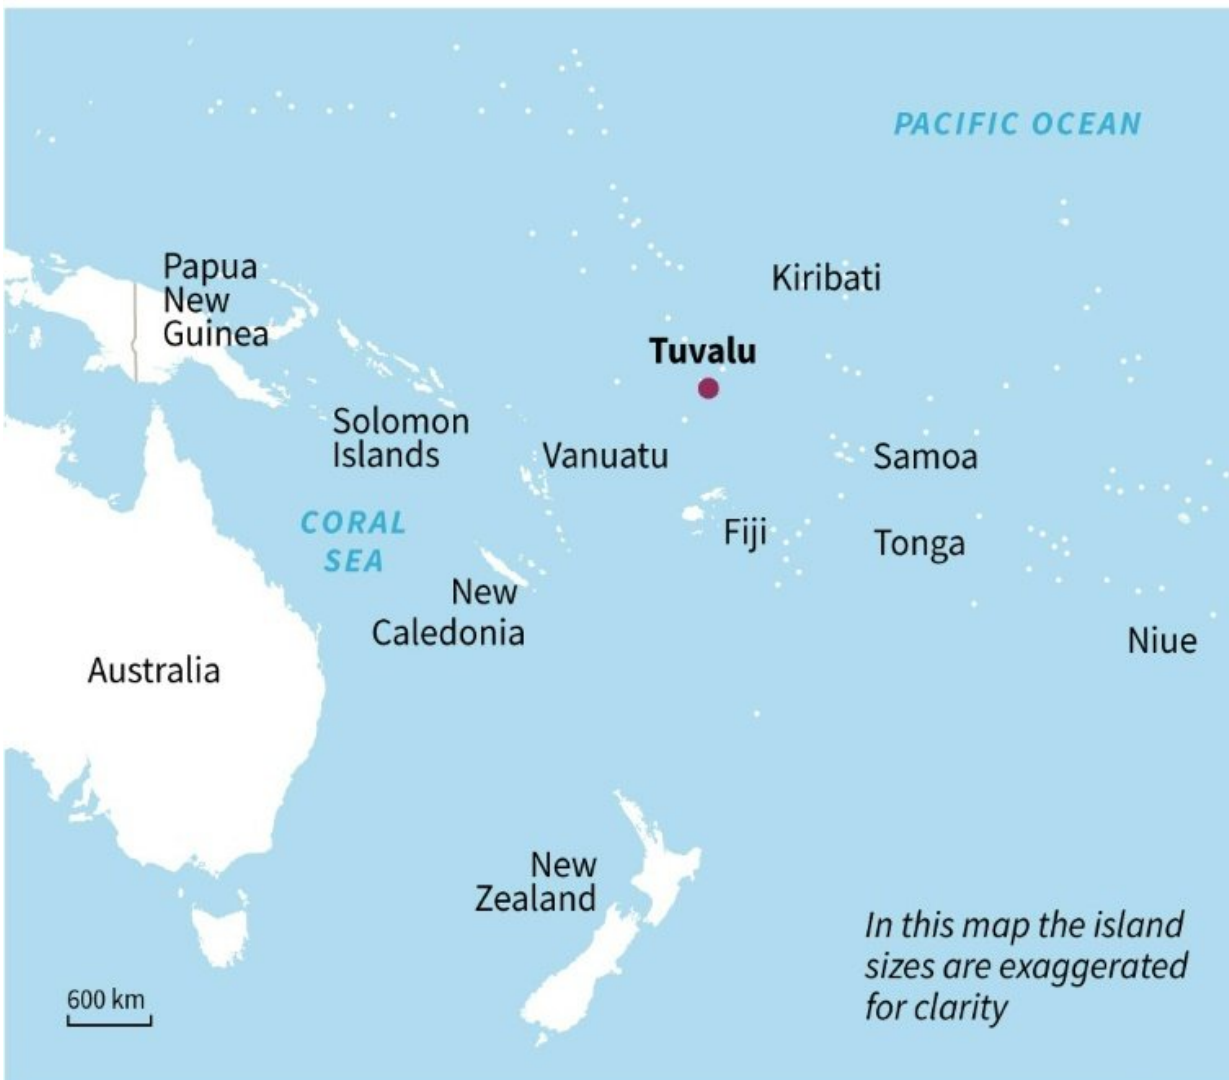 PACIFIC OCEAN
Papua
New
Guinea
Kiribati
Tuvalu
Solomon
Islands
Vanuatu
Samoa
CORAL
SEA
Fiji
Tonga
New
Caledonia
Niue
Australia
New
Zealand
In this map the island
sizes are exaggerated
for clarity
600 km